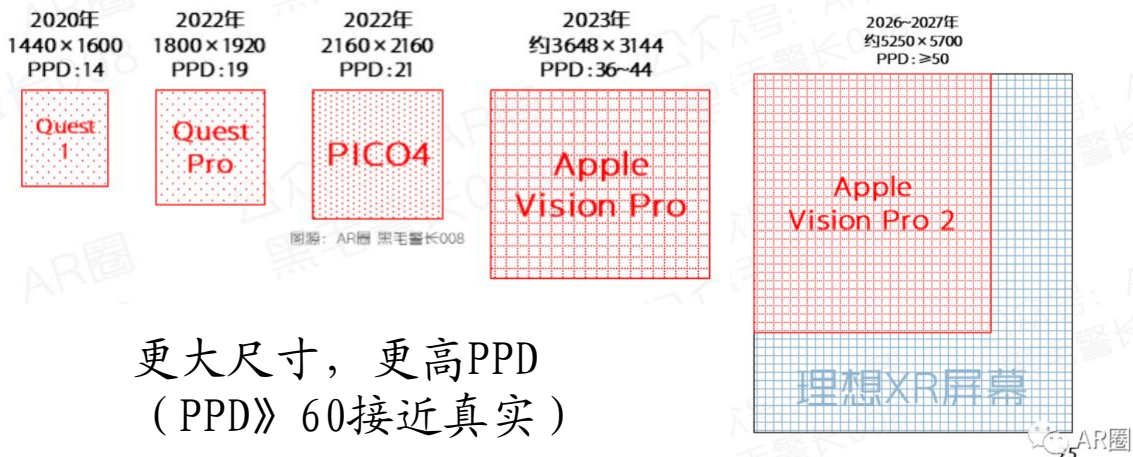 2020年
1440×1600
PPD:14
Quest
1
2022年
1800×1920
PPD:19
Quest
Pro
2022年
2160×2160
PPD:21
PICO4
图源：AR圈 黑毛警长008
2023年
约3648×3144
PPD:36~44
Apple
Vision Pro
2026~2027年
约5250×5700
PPD:≥50
Apple
Vision Pro 2
理想XR屏幕
更大尺寸，更高PPD
（PPD》60接近真实）
AR圈
AR圈